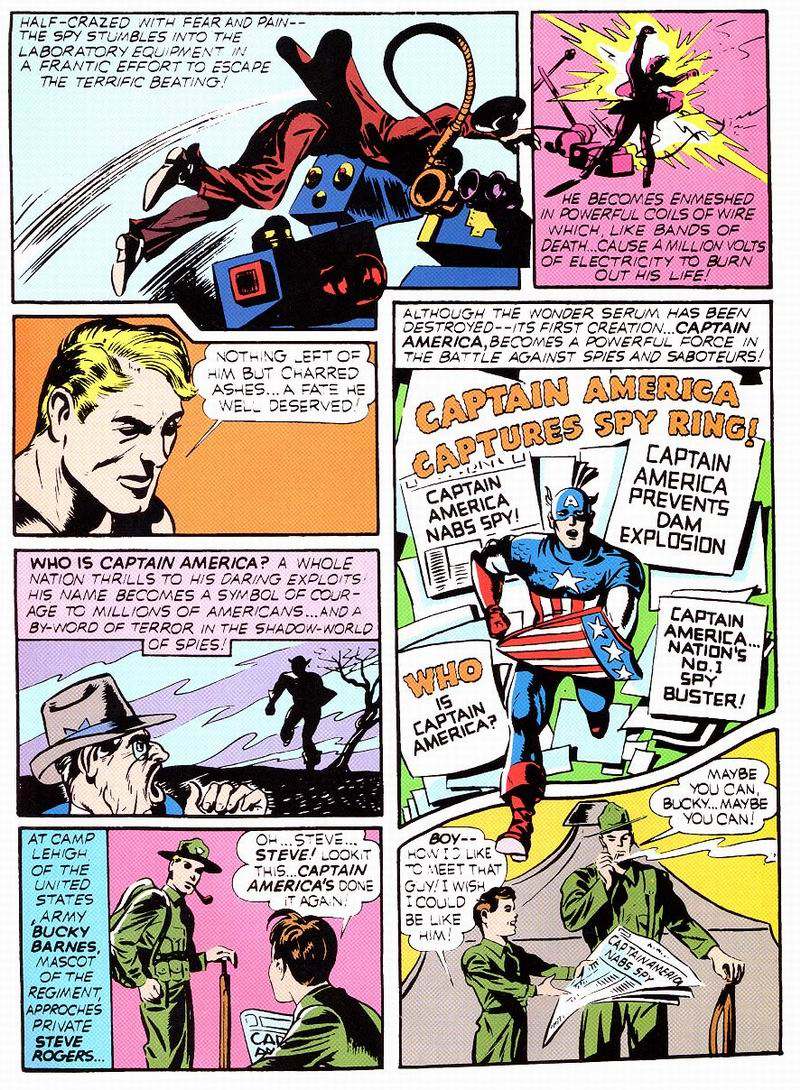 HALF-CRAZED WITH FEAR AND PAIN--
THE SPY STUMBLES INTO THE
LABORATORY EQUIPMENT IN
A FRANTIC EFFORT TO ESCAPE
THE TERRIFIC BEATING!
HE BECOMES ENMESHED
IN POWERFUL COILS OF WIRE
WHICH, LIKE BANDS OF
DEATH...CAUSE A MILLION VOLTS
OF ELECTRICITY TO BURN
OUT HIS LIFE!
NOTHING LEFT OF
HIM BUT CHARRED
ASHES... A FATE HE
WELL DESERVED!
ALTHOUGH THE WONDER SERUM HAS BEEN
DESTROYED--ITS FIRST CREATION...CAPTAIN
AMERICA, BECOMES A POWERFUL FORCE IN
THE BATTLE AGAINST SPIES AND SABOTEURS!
CAPTAIN AMERICA
CAPTURES SPY RING!
CAPTAIN
AMERICA
NABS SPY!
CAPTAIN
AMERICA
PREVENTS
DAM
EXPLOSION
A
WHO
IS
CAPTAIN
AMERICA?
CAPTAIN
AMERICA...
NATION'S
NO.1
SPY
BUSTER!
WHO IS CAPTAIN AMERICA? A WHOLE
NATION THRILLS TO HIS DARING EXPLOITS!
HIS NAME BECOMES A SYMBOL OF COUR-
AGE TO MILLIONS OF AMERICANS...AND A
BY-WORD OF TERROR IN THE SHADOW-WORLD
OF SPIES!
AT CAMP
LEHIGH
OF THE
UNITED
STATES
ARMY
BUCKY
BARNES,
MASCOT
OF THE
REGIMENT,
APPROCHES
PRIVATE
STEVE
ROGERS...
OH...STEVE...
STEVE! LOOKIT
THIS...CAPTAIN
AMERICA'S DONE
IT AGAIN!
CAP
AM
BOY--
HOW I'D LIKE
TO MEET THAT
GUY! I WISH
I COULD
BE LIKE
HIM!
MAYBE
YOU CAN,
BUCKY...MAYBE
YOU CAN!
CAPTAIN AMERICA
NABS SPY